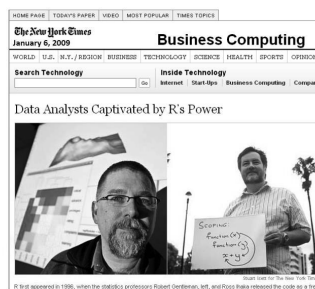 HOME PAGE TODAY'S PAPER VIDEO MOST POPULAR TIMES TOPICS
The New York Times
January 6, 2009
Business Computing
WORLD U.S. N.Y. / REGION BUSINESS TECHNOLOGY SCIENCE HEALTH SPORTS OPINION
Search Technology
Go
Inside Technology
Internet Start-Ups Business Computing Compan
Data Analysts Captivated by R's Power
SCOPING:
function(x)
function(y)
x+y
Stuart Isett for The New York Tim
R first appeared in 1996, when the statistics professors Robert Gentleman, left, and Ross Ihaka released the code as a fre